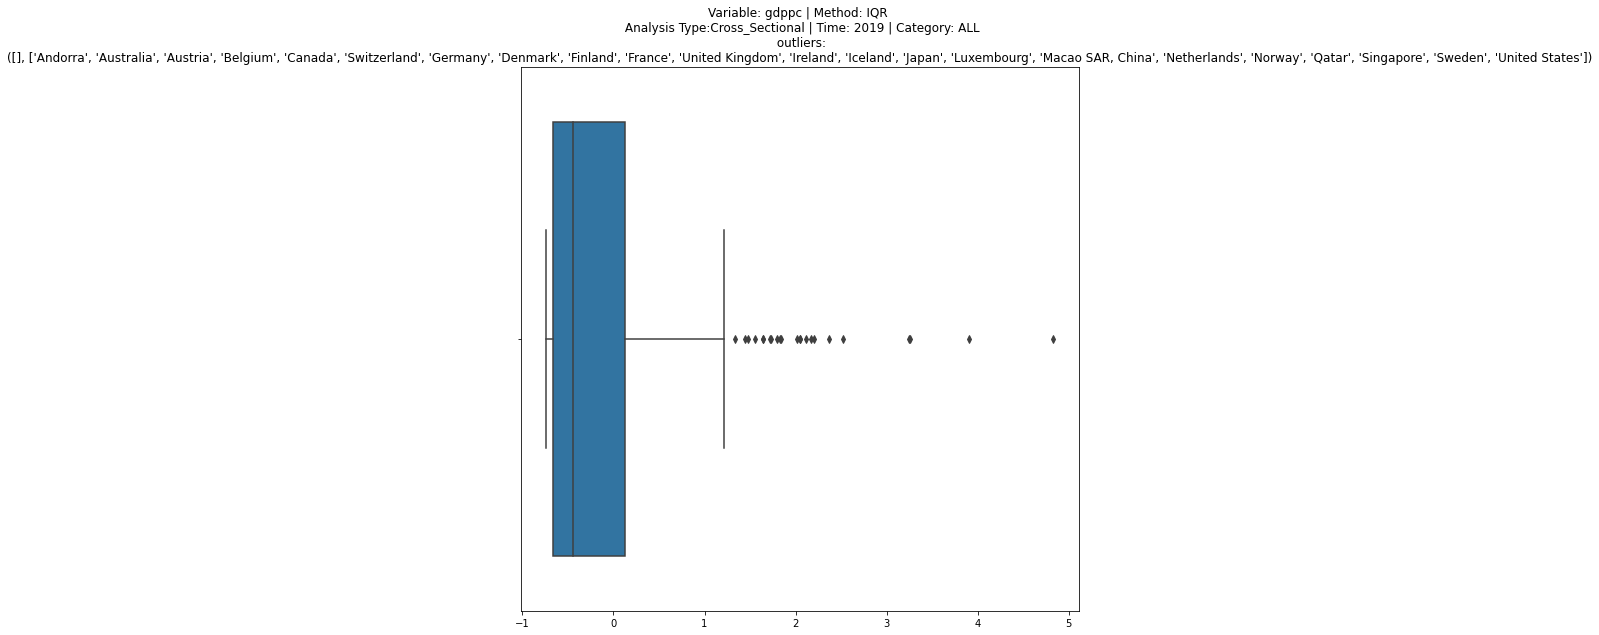 Variable: gdppc | Method: IQR
Analysis Type:Cross_Sectional | Time: 2019 | Category: ALL
outliers:
([], ['Andorra', 'Australia', 'Austria', 'Belgium', 'Canada', 'Switzerland', 'Germany', 'Denmark', 'Finland', 'France', 'United Kingdom', 'Ireland', 'Iceland', 'Japan', 'Luxembourg', 'Macao SAR, China', 'Netherlands', 'Norway', 'Qatar', 'Singapore', 'Sweden', 'United States'])
−1 0 1 2 3 4 5